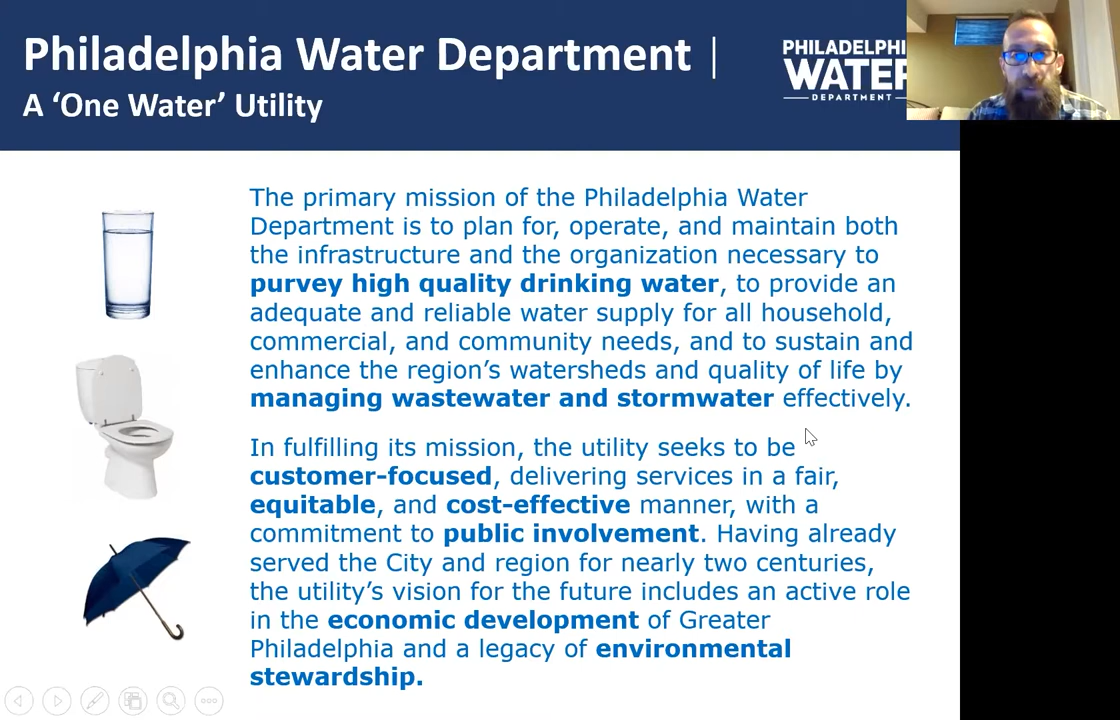 Philadelphia Water Department |
A ‘One Water’ Utility
PHILADELPHI
WATER
DEPARTMENT
The primary mission of the Philadelphia Water
Department is to plan for, operate, and maintain both
the infrastructure and the organization necessary to
purvey high quality drinking water, to provide an
adequate and reliable water supply for all household,
commercial, and community needs, and to sustain and
enhance the region’s watersheds and quality of life by
managing wastewater and stormwater effectively.
In fulfilling its mission, the utility seeks to be
customer-focused, delivering services in a fair,
equitable, and cost-effective manner, with a
commitment to public involvement. Having already
served the City and region for nearly two centuries,
the utility’s vision for the future includes an active role
in the economic development of Greater
Philadelphia and a legacy of environmental
stewardship.